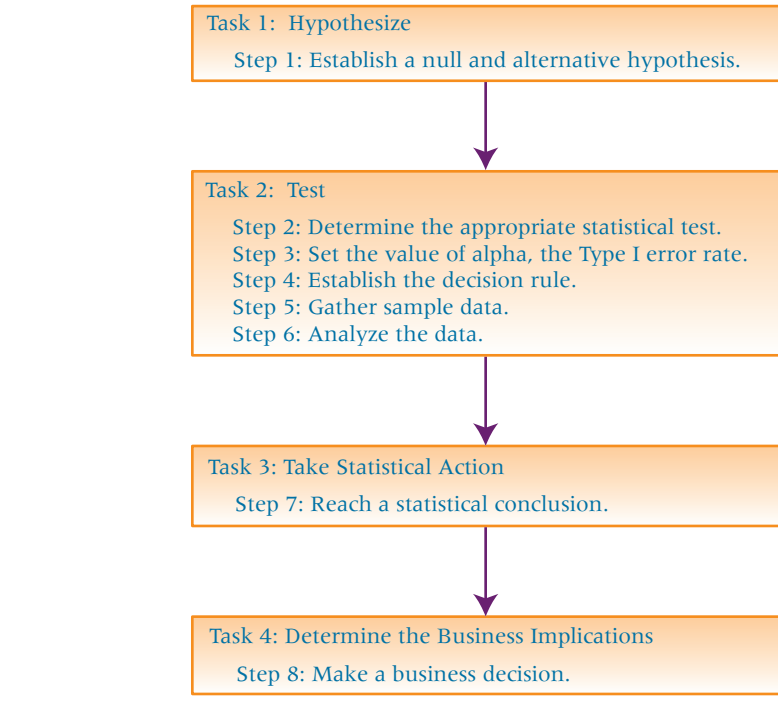 Task 1: Hypothesize
Step 1: Establish a null and alternative hypothesis.
Task 2: Test
Step 2: Determine the appropriate statistical test.
Step 3: Set the value of alpha, the Type I error rate.
Step 4: Establish the decision rule.
Step 5: Gather sample data.
Step 6: Analyze the data.
Task 3: Take Statistical Action
Step 7: Reach a statistical conclusion.
Task 4: Determine the Business Implications
Step 8: Make a business decision.